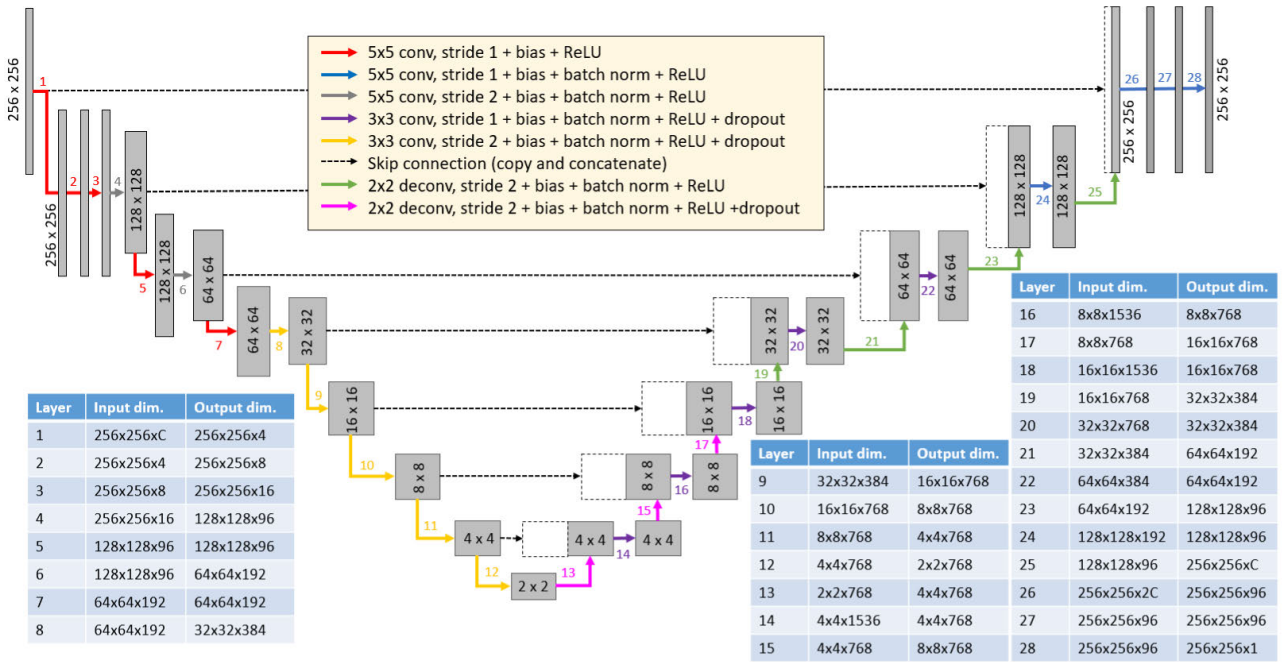 256 x 256
1
256 x 256
2
3
4
128 x 128
5
128 x 128
6
64 x 64
7
64 x 64
8
32 x 32
9
16 x 16
10
8 x 8
11
4 x 4
12
2 x 2
13
4 x 4
14
4 x 4
15
8 x 8
16
8 x 8
17
16 x 16
18
16 x 16
19
32 x 32
20
32 x 32
21
64 x 64
22
64 x 64
23
128 x 128
24
128 x 128
25
256 x 256
26
27
28
256 x 256
5x5 conv, stride 1 + bias + ReLU
5x5 conv, stride 1 + bias + batch norm + ReLU
5x5 conv, stride 2 + bias + batch norm + ReLU
3x3 conv, stride 1 + bias + batch norm + ReLU + dropout
3x3 conv, stride 2 + bias + batch norm + ReLU + dropout
Skip connection (copy and concatenate)
2x2 deconv, stride 2 + bias + batch norm + ReLU
2x2 deconv, stride 2 + bias + batch norm + ReLU +dropout
Layer Input dim. Output dim.
1 256x256xC 256x256x4
2 256x256x4 256x256x8
3 256x256x8 256x256x16
4 256x256x16 128x128x96
5 128x128x96 128x128x96
6 128x128x96 64x64x192
7 64x64x192 64x64x192
8 64x64x192 32x32x384
Layer Input dim. Output dim.
9 32x32x384 16x16x768
10 16x16x768 8x8x768
11 8x8x768 4x4x768
12 4x4x768 2x2x768
13 2x2x768 4x4x768
14 4x4x1536 4x4x768
15 4x4x768 8x8x768
Layer Input dim. Output dim.
16 8x8x1536 8x8x768
17 8x8x768 16x16x768
18 16x16x1536 16x16x768
19 16x16x768 32x32x384
20 32x32x768 32x32x384
21 32x32x384 64x64x192
22 64x64x384 64x64x192
23 64x64x192 128x128x96
24 128x128x192 128x128x96
25 128x128x96 256x256xC
26 256x256x2C 256x256x96
27 256x256x96 256x256x96
28 256x256x96 256x256x1